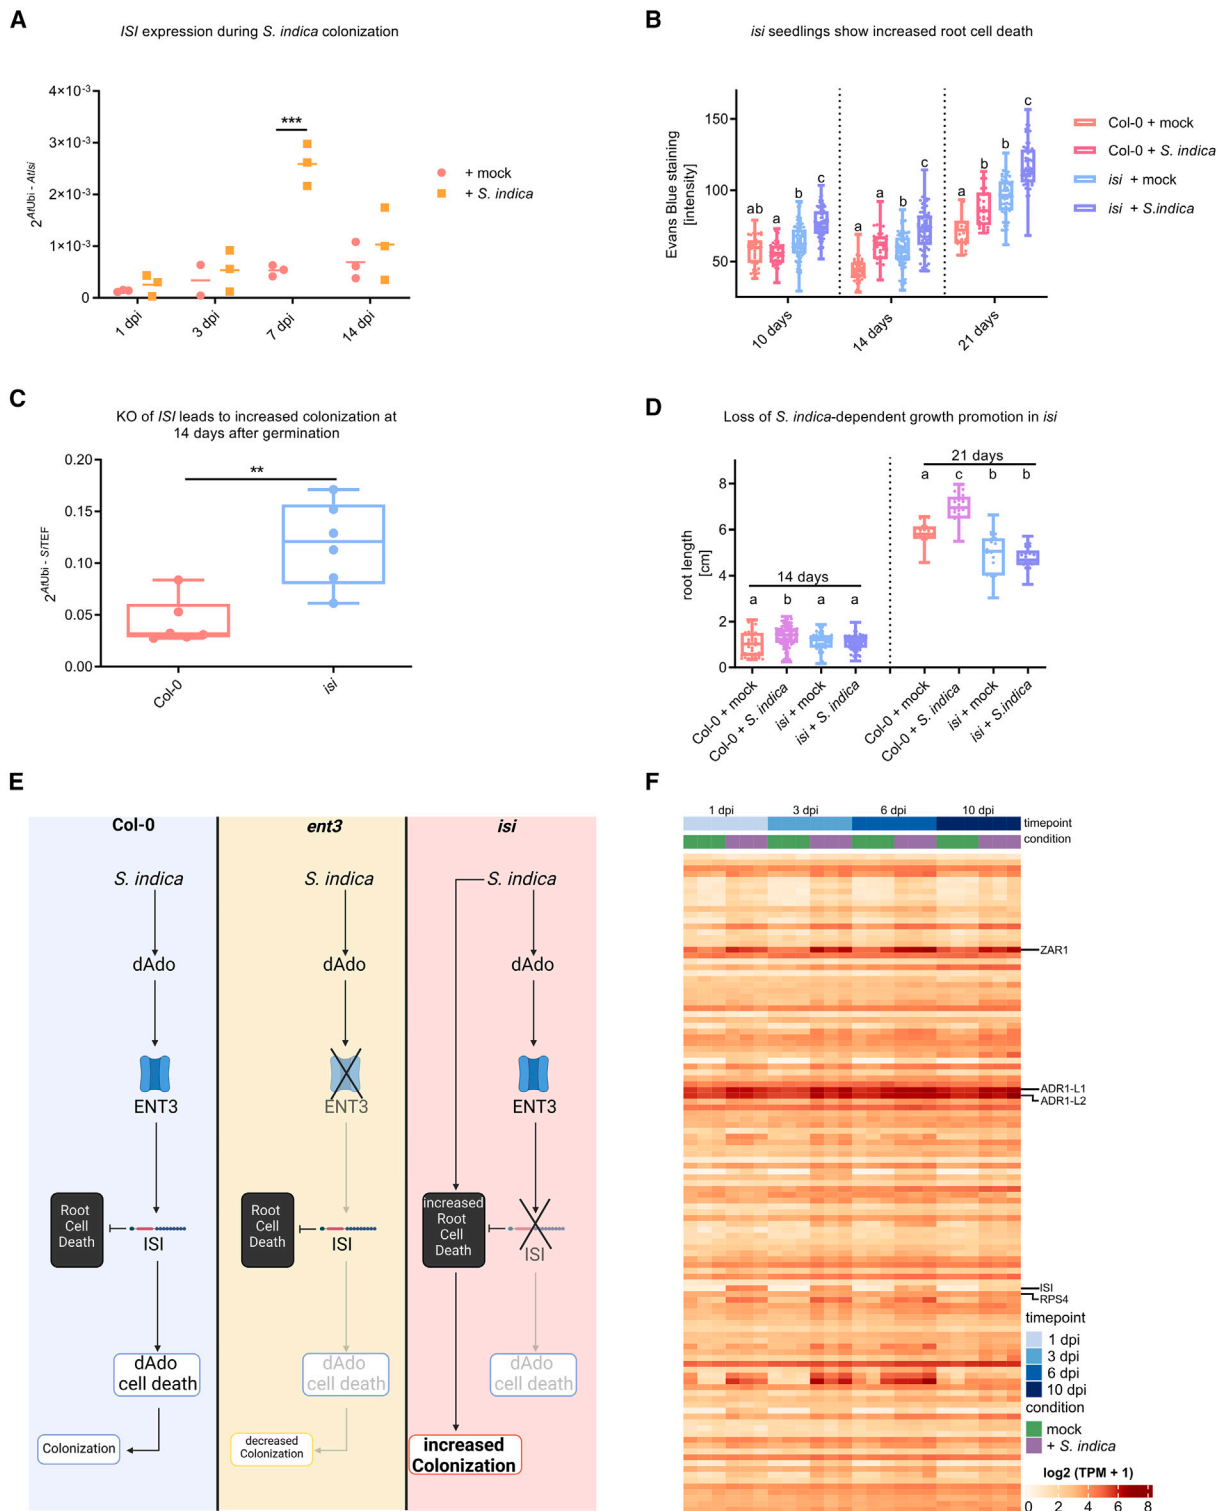 A
ISI expression during S. indica colonization
4×10⁻³
3×10⁻³
2×10⁻³
1×10⁻³
0
2^AtUbi - AtIsi
***
+ mock
+ S. indica
1 dpi
3 dpi
7 dpi
14 dpi
B
isi seedlings show increased root cell death
Evans Blue staining
[intensity]
150
100
50
ab
a
b
c
a
a
b
c
a
b
b
c
10 days
14 days
21 days
Col-0 + mock
Col-0 + S. indica
isi + mock
isi + S.indica
C
KO of ISI leads to increased colonization at
14 days after germination
0.20
0.15
0.10
0.05
0.00
2^AtUbi - SiTEF
**
Col-0
isi
D
Loss of S. indica-dependent growth promotion in isi
root length
[cm]
8
6
4
2
0
14 days
a
b
a
a
21 days
a
c
b
b
Col-0 + mock
Col-0 + S. indica
isi + mock
isi + S. indica
Col-0 + mock
Col-0 + S. indica
isi + mock
isi + S.indica
E
Col-0
S. indica
dAdo
ENT3
Root
Cell
Death
ISI
dAdo
cell death
Colonization
ent3
S. indica
dAdo
ENT3
Root
Cell
Death
ISI
dAdo
cell death
decreased
Colonization
isi
S. indica
dAdo
ENT3
increased
Root
Cell
Death
ISI
dAdo
cell death
increased
Colonization
F
1 dpi
3 dpi
6 dpi
10 dpi
timepoint
condition
ZAR1
ADR1-L1
ADR1-L2
ISI
RPS4
timepoint
1 dpi
3 dpi
6 dpi
10 dpi
condition
mock
+ S. indica
log2 (TPM + 1)
0 2 4 6 8